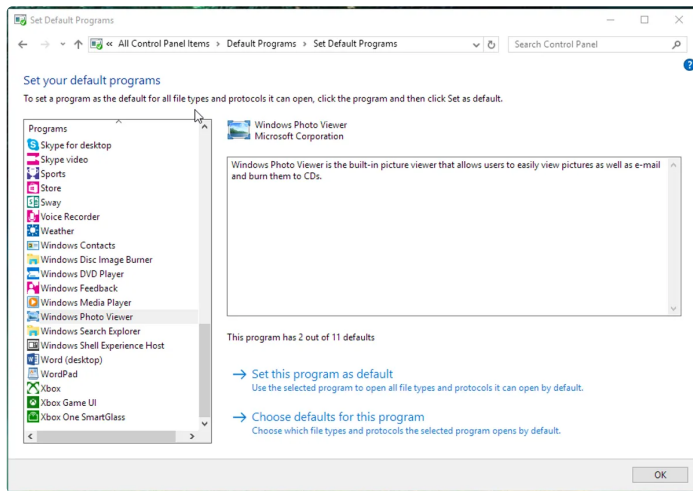 Set Default Programs
« All Control Panel Items > Default Programs > Set Default Programs
Search Control Panel
Set your default programs
To set a program as the default for all file types and protocols it can open, click the program and then click Set as default.
Programs
Skype for desktop
Skype video
Sports
Store
Sway
Voice Recorder
Weather
Windows Contacts
Windows Disc Image Burner
Windows DVD Player
Windows Feedback
Windows Media Player
Windows Photo Viewer
Windows Search Explorer
Windows Shell Experience Host
Word (desktop)
WordPad
Xbox
Xbox Game UI
Xbox One SmartGlass
Windows Photo Viewer
Microsoft Corporation
Windows Photo Viewer is the built-in picture viewer that allows users to easily view pictures as well as e-mail
and burn them to CDs.
This program has 2 out of 11 defaults
Set this program as default
Use the selected program to open all file types and protocols it can open by default.
Choose defaults for this program
Choose which file types and protocols the selected program opens by default.
OK